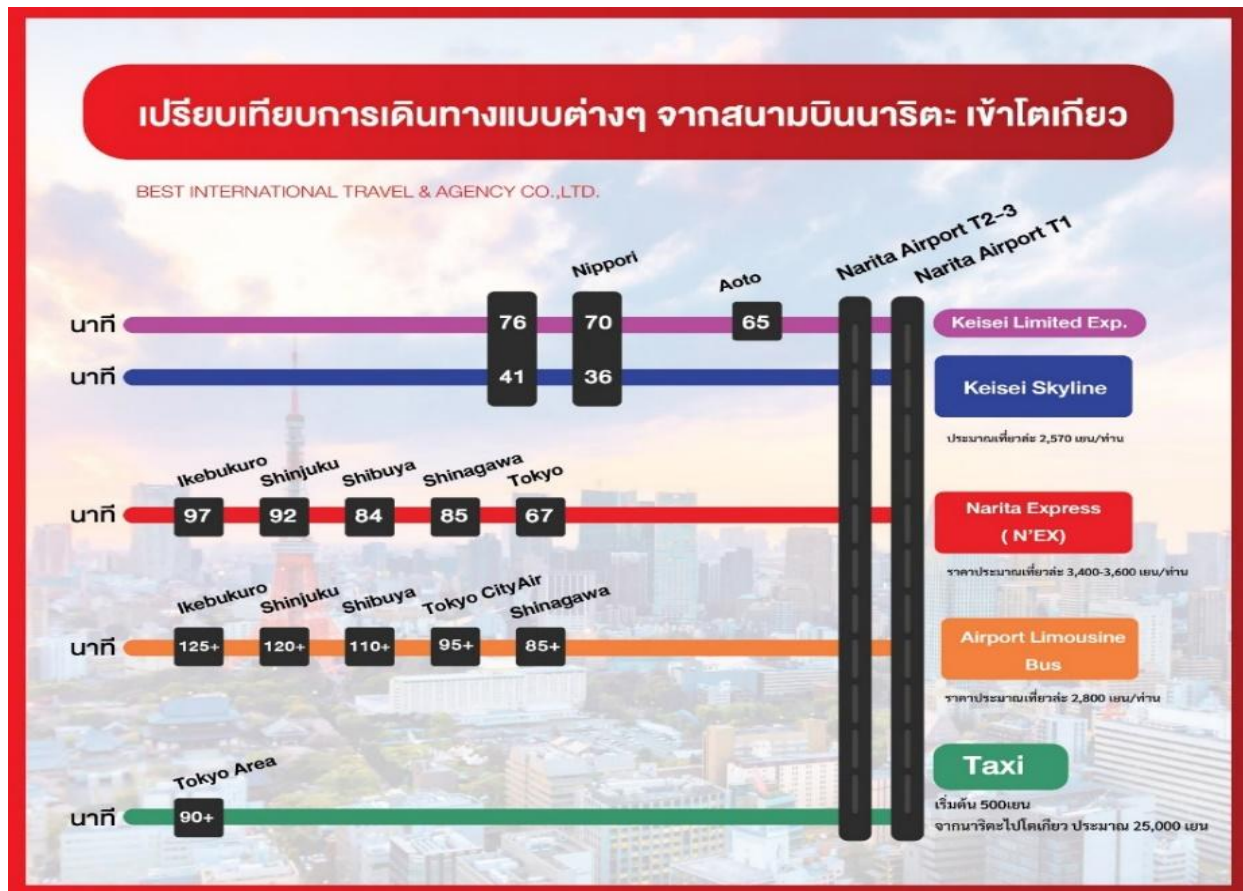 เปรียบเทียบการเดินทางแบบต่างๆ จากสนามบินนาริตะ เข้าโตเกียว
BEST INTERNATIONAL TRAVEL & AGENCY CO.,LTD.
Nippori
Aoto
Narita Airport T2-3
Narita Airport T1
นาที 76 70 65 Keisei Limited Exp.
นาที 41 36 Keisei Skyline
ประมาณเที่ยวล่ะ 2,570 เยน/ท่าน
Ikebukuro Shinjuku Shibuya Shinagawa Tokyo
นาที 97 92 84 85 67 Narita Express
( N'EX)
ราคาประมาณเที่ยวล่ะ 3,400-3,600 เยน/ท่าน
Ikebukuro Shinjuku Shibuya Tokyo CityAir Shinagawa
นาที 125+ 120+ 110+ 95+ 85+ Airport Limousine
Bus
ราคาประมาณเที่ยวล่ะ 2,800 เยน/ท่าน
Tokyo Area
Taxi
นาที 90+
เริ่มต้น 500เยน
จากนาริตะไปโตเกียว ประมาณ 25,000 เยน